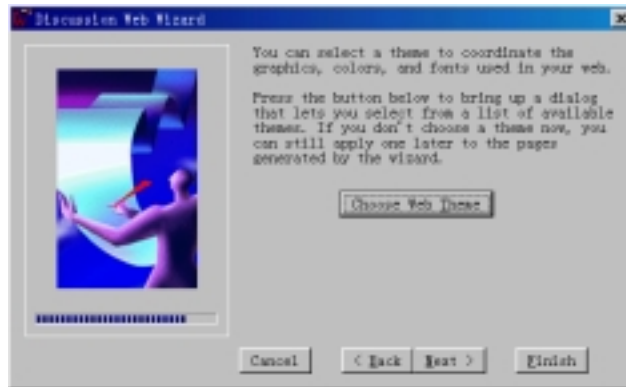 Discussion Web Wizard
You can select a theme to coordinate the
graphics, colors, and fonts used in your web.
Press the button below to bring up a dialog
that lets you select from a list of available
themes. If you don't choose a theme now, you
can still apply one later to the pages
generated by the wizard.
Choose Web Theme
Cancel
< Back
Next >
Finish